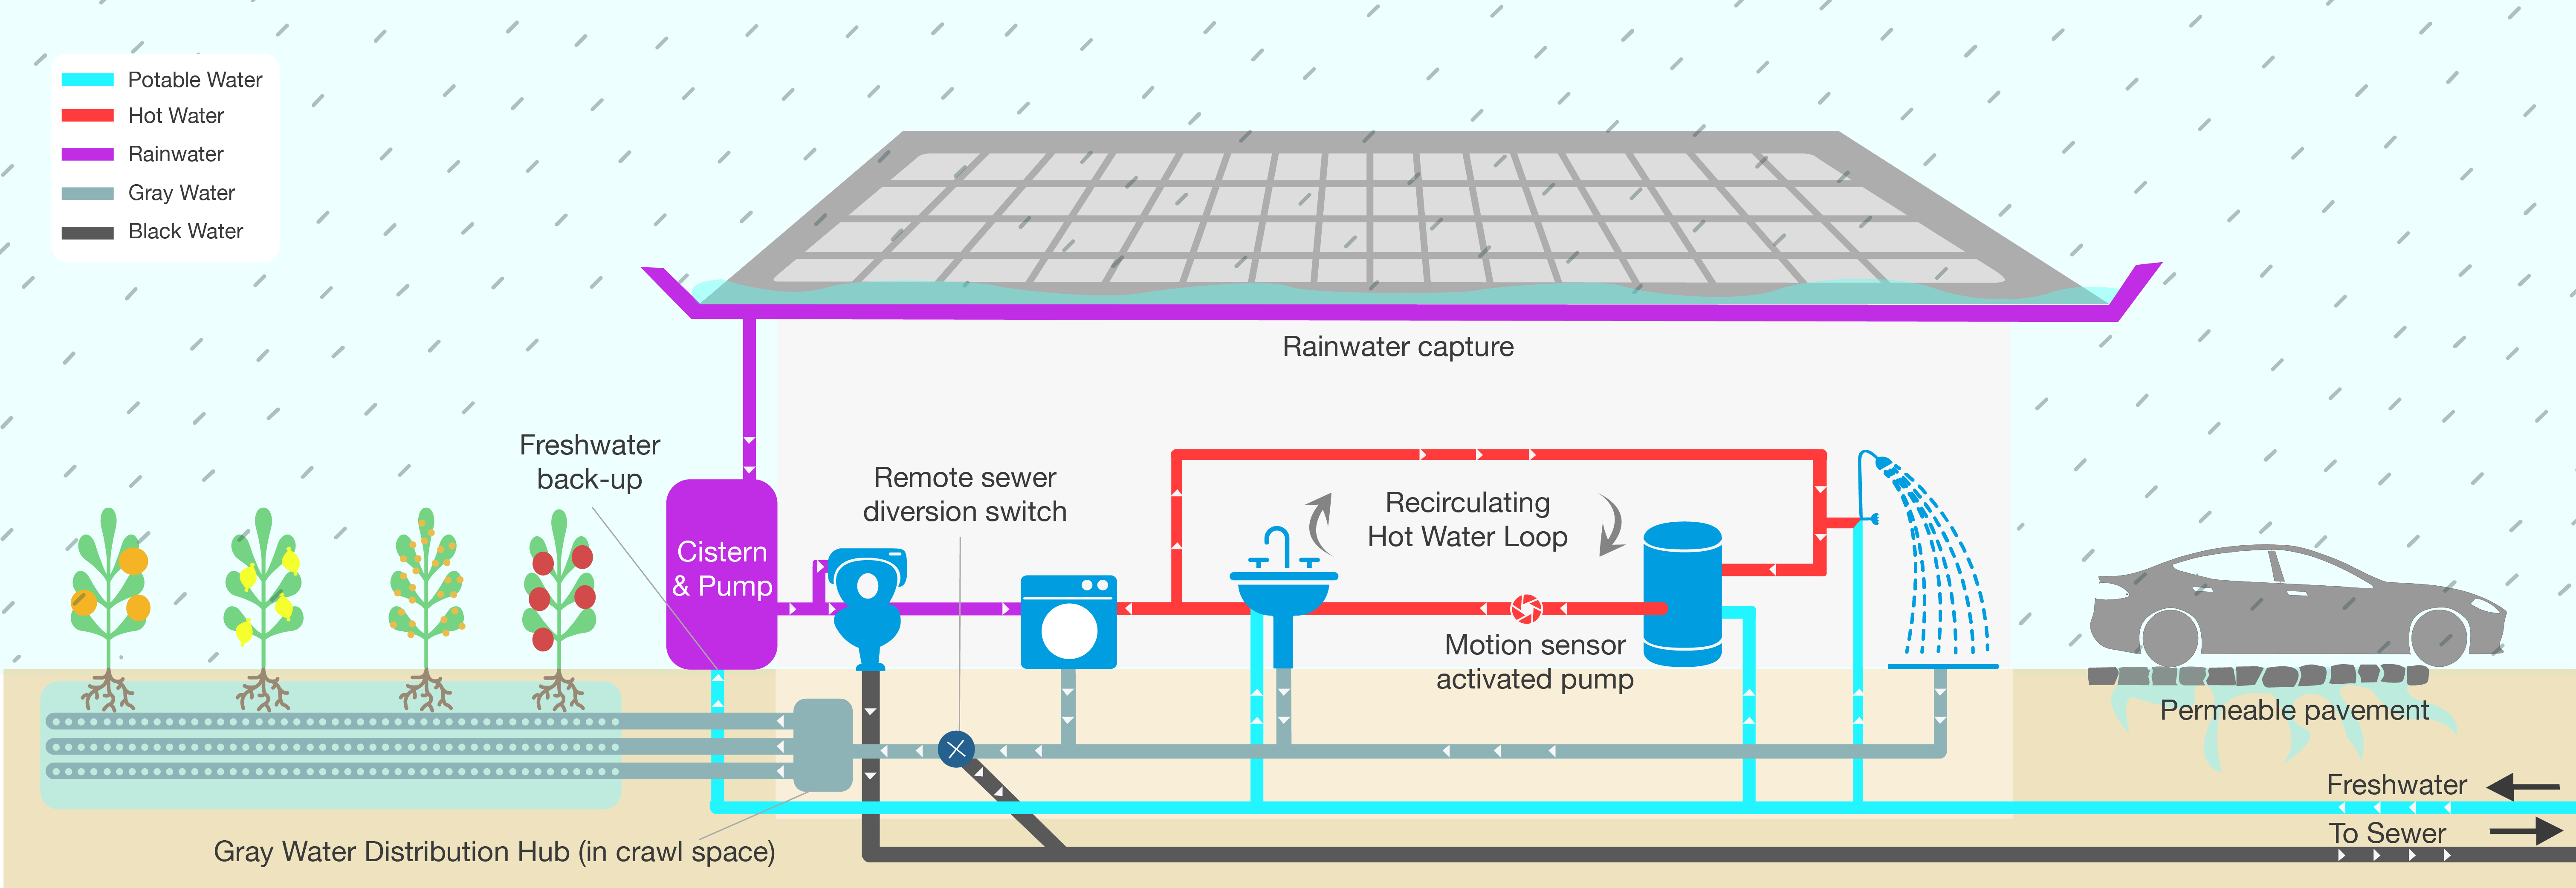 Potable Water
Hot Water
Rainwater
Gray Water
Black Water
Rainwater capture
Freshwater
back-up
Remote sewer
diversion switch
Recirculating
Hot Water Loop
Cistern
& Pump
Motion sensor
activated pump
Permeable pavement
Freshwater
To Sewer
Gray Water Distribution Hub (in crawl space)